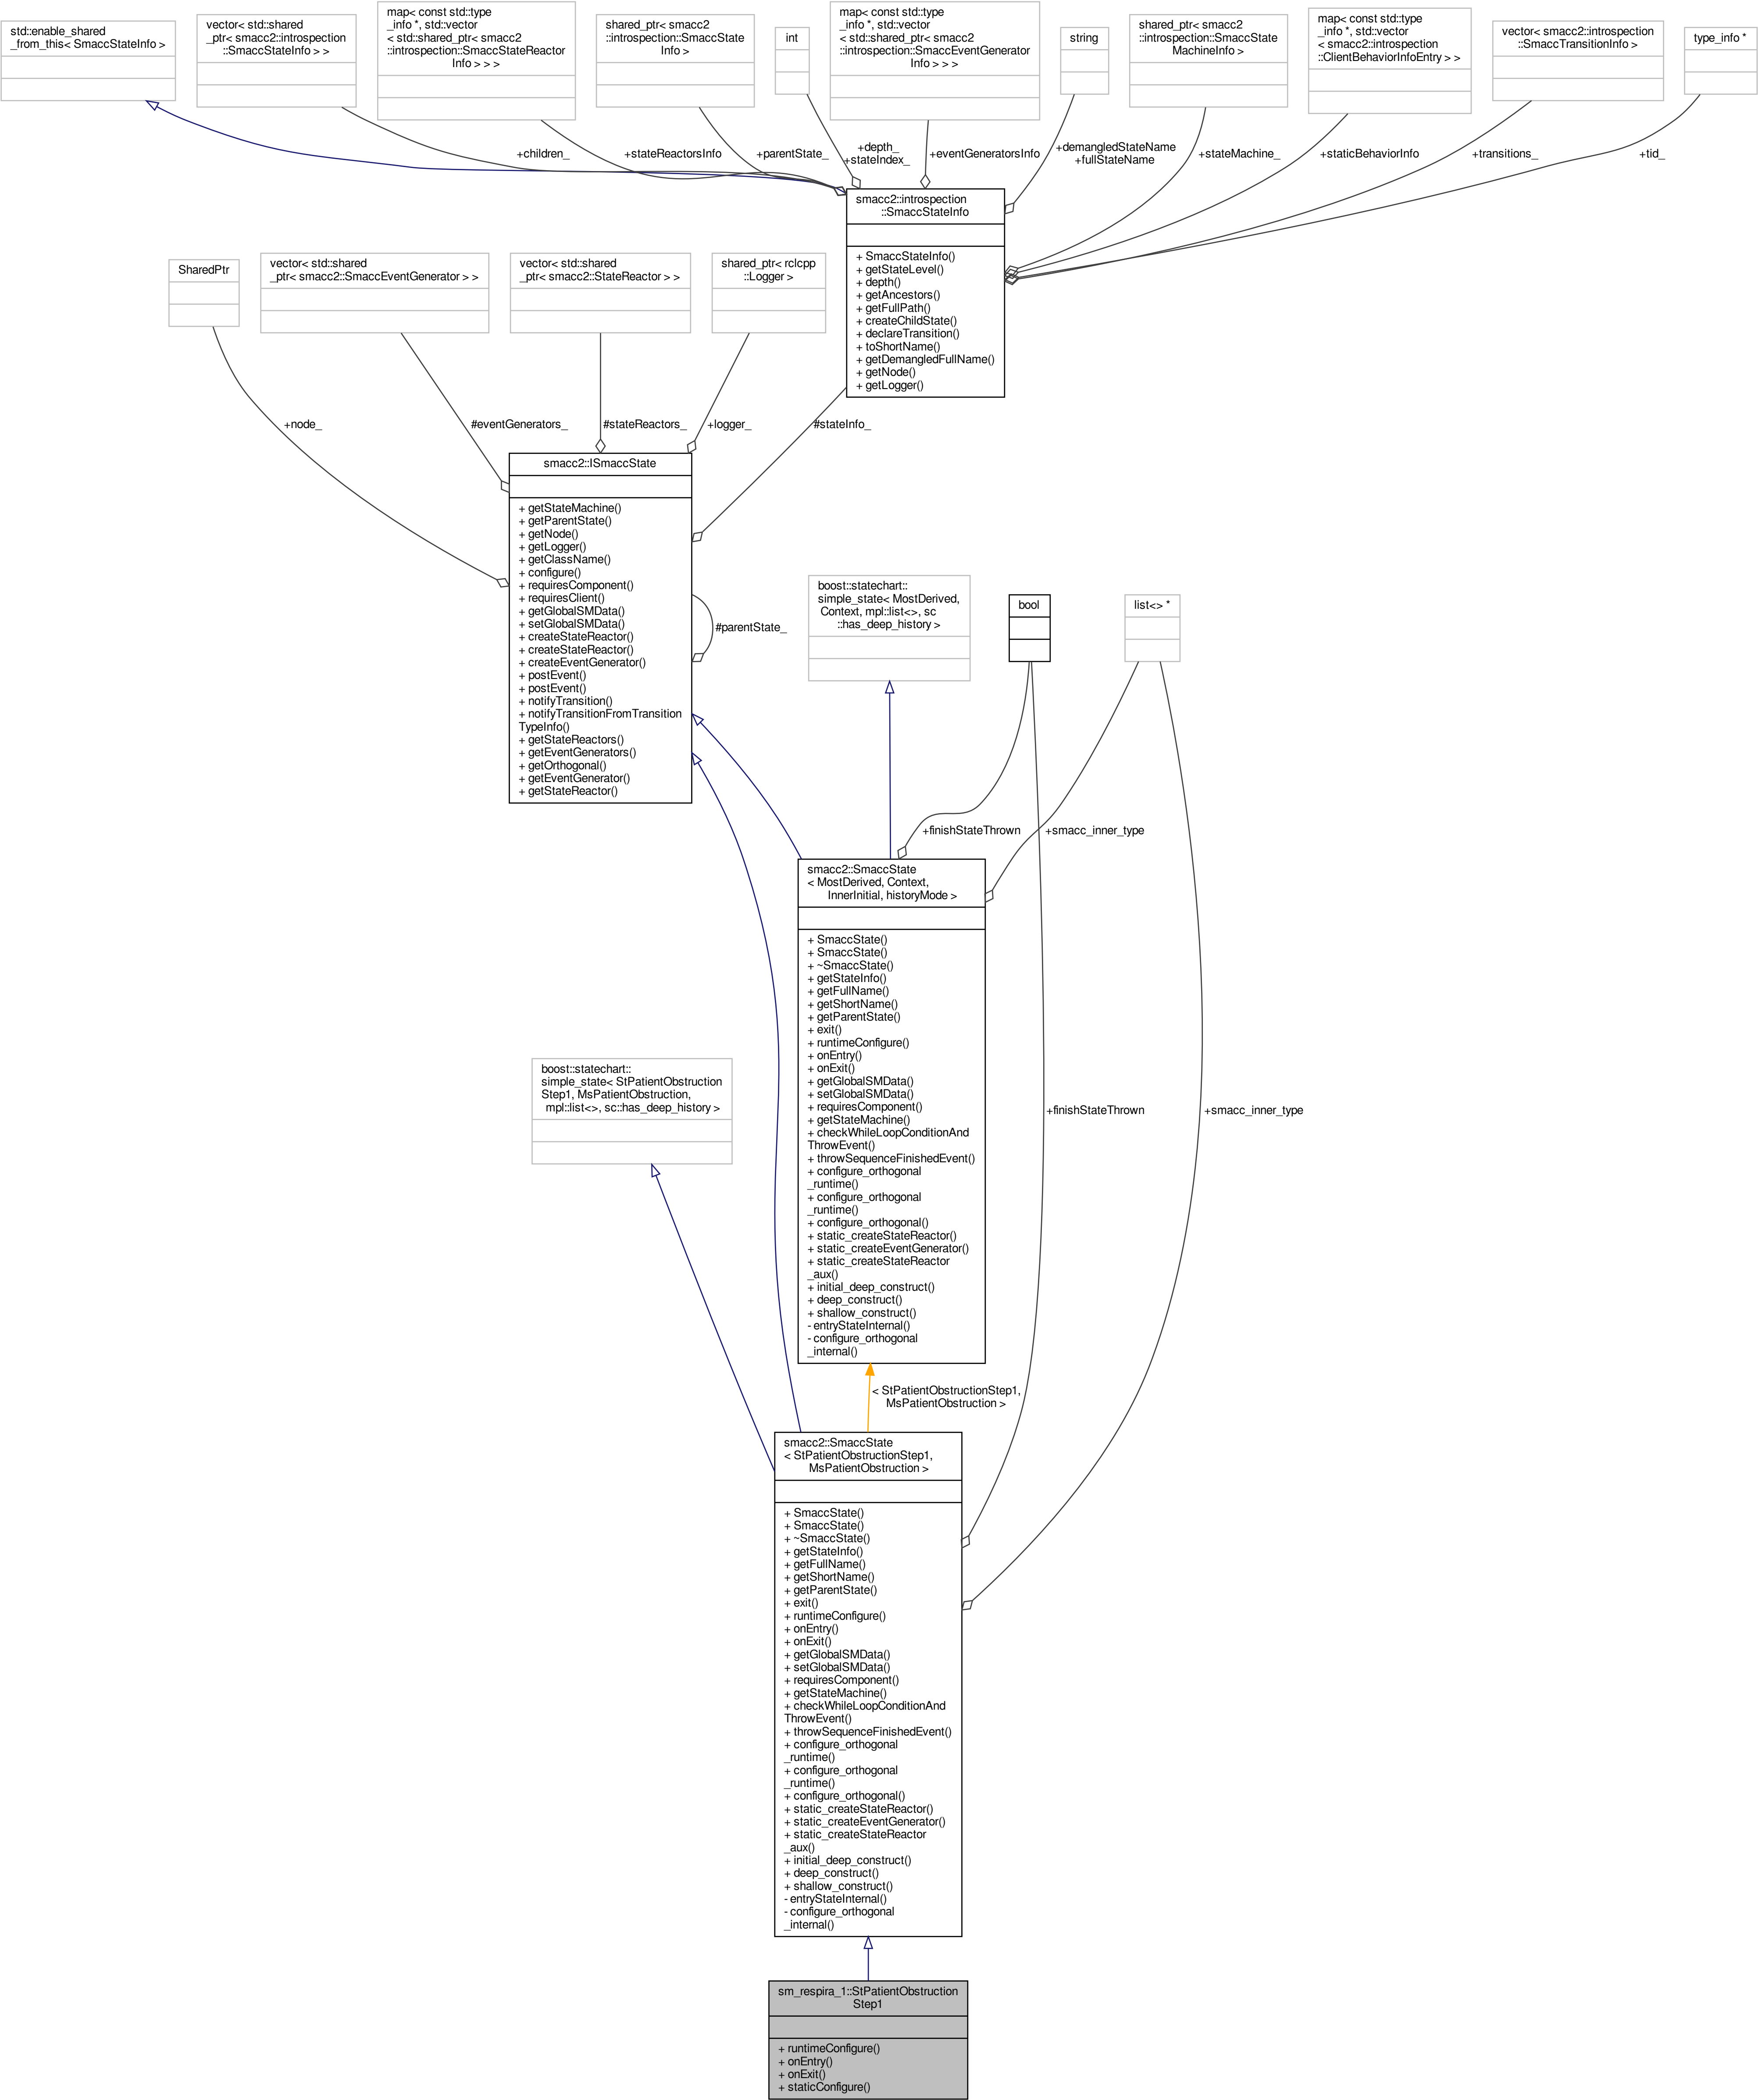 std::enable_shared
_from_this< SmaccStateInfo >
vector< std::shared
_ptr< smacc2::introspection
::SmaccStateInfo > >
map< const std::type
_info *, std::vector
< std::shared_ptr< smacc2
::introspection::SmaccStateReactor
Info > > >
shared_ptr< smacc2
::introspection::SmaccState
Info >
int
map< const std::type
_info *, std::vector
< std::shared_ptr< smacc2
::introspection::SmaccEventGenerator
Info > > >
string
shared_ptr< smacc2
::introspection::SmaccState
MachineInfo >
map< const std::type
_info *, std::vector
< smacc2::introspection
::ClientBehaviorInfoEntry > >
vector< smacc2::introspection
::SmaccTransitionInfo >
type_info *
+children_
+stateReactorsInfo
+parentState_
+depth_
+stateIndex_
+eventGeneratorsInfo
+demangledStateName
+fullStateName
+stateMachine_
+staticBehaviorInfo
+transitions_
+tid_
smacc2::introspection
::SmaccStateInfo
+ SmaccStateInfo()
+ getStateLevel()
+ depth()
+ getAncestors()
+ getFullPath()
+ createChildState()
+ declareTransition()
+ toShortName()
+ getDemangledFullName()
+ getNode()
+ getLogger()
SharedPtr
vector< std::shared
_ptr< smacc2::SmaccEventGenerator > >
vector< std::shared
_ptr< smacc2::StateReactor > >
shared_ptr< rclcpp
::Logger >
+node_
#eventGenerators_
#stateReactors_
+logger_
#stateInfo_
smacc2::ISmaccState
+ getStateMachine()
+ getParentState()
+ getNode()
+ getLogger()
+ getClassName()
+ configure()
+ requiresComponent()
+ requiresClient()
+ getGlobalSMData()
+ setGlobalSMData()
+ createStateReactor()
+ createStateReactor()
+ createEventGenerator()
+ postEvent()
+ postEvent()
+ notifyTransition()
+ notifyTransitionFromTransition
TypeInfo()
+ getStateReactors()
+ getEventGenerators()
+ getOrthogonal()
+ getEventGenerator()
+ getStateReactor()
#parentState_
boost::statechart::
simple_state< MostDerived,
Context, mpl::list<>, sc
::has_deep_history >
bool
list<> *
+finishStateThrown
+smacc_inner_type
smacc2::SmaccState
< MostDerived, Context,
InnerInitial, historyMode >
+ SmaccState()
+ SmaccState()
+ ~SmaccState()
+ getStateInfo()
+ getFullName()
+ getShortName()
+ getParentState()
+ exit()
+ runtimeConfigure()
+ onEntry()
+ onExit()
+ getGlobalSMData()
+ setGlobalSMData()
+ requiresComponent()
+ getStateMachine()
+ checkWhileLoopConditionAnd
ThrowEvent()
+ throwSequenceFinishedEvent()
+ configure_orthogonal
_runtime()
+ configure_orthogonal
_runtime()
+ configure_orthogonal()
+ static_createStateReactor()
+ static_createEventGenerator()
+ static_createStateReactor
_aux()
+ initial_deep_construct()
+ deep_construct()
+ shallow_construct()
- entryStateInternal()
- configure_orthogonal
_internal()
boost::statechart::
simple_state< StPatientObstruction
Step1, MsPatientObstruction,
mpl::list<>, sc::has_deep_history >
+finishStateThrown
+smacc_inner_type
< StPatientObstructionStep1,
MsPatientObstruction >
smacc2::SmaccState
< StPatientObstructionStep1,
MsPatientObstruction >
+ SmaccState()
+ SmaccState()
+ ~SmaccState()
+ getStateInfo()
+ getFullName()
+ getShortName()
+ getParentState()
+ exit()
+ runtimeConfigure()
+ onEntry()
+ onExit()
+ getGlobalSMData()
+ setGlobalSMData()
+ requiresComponent()
+ getStateMachine()
+ checkWhileLoopConditionAnd
ThrowEvent()
+ throwSequenceFinishedEvent()
+ configure_orthogonal
_runtime()
+ configure_orthogonal
_runtime()
+ configure_orthogonal()
+ static_createStateReactor()
+ static_createEventGenerator()
+ static_createStateReactor
_aux()
+ initial_deep_construct()
+ deep_construct()
+ shallow_construct()
- entryStateInternal()
- configure_orthogonal
_internal()
sm_respira_1::StPatientObstruction
Step1
+ runtimeConfigure()
+ onEntry()
+ onExit()
+ staticConfigure()